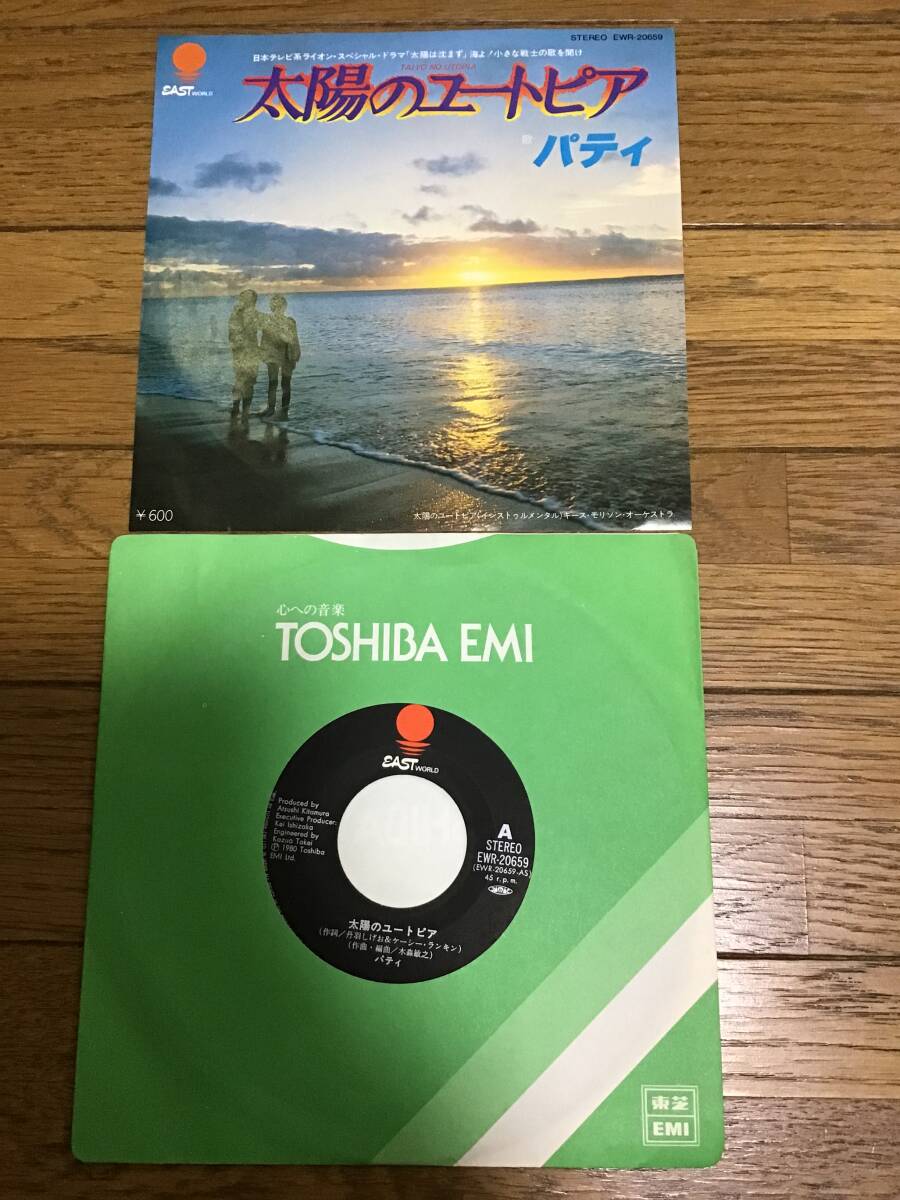 STEREO EWR-20659
日本テレビ系ライオン・スペシャル・ドラマ「太陽は沈まず」海よ!小さな戦士の歌を聞け
EAST WORLD
TAIYO NO UTOPIA
太陽のユートピア
歌 パティ
¥600
太陽のユートピア(インストゥルメンタル)キース・モリソン・オーケストラ
心への音楽
TOSHIBA EMI
EAST WORLD
Produced by
Atsushi Kitamura
Executive Producer:
Kei Ishizaka
Engineered by
Kazuo Takei
Ⓟ 1980 Toshiba
EMI Ltd.
A
STEREO
EWR-20659
(EWR-20659-AS)
45 r.p.m.
太陽のユートピア
(作詞/丹羽しげお&ケーシー・ランキン)
(作曲・編曲/木森敏之)
パティ
東芝
EMI